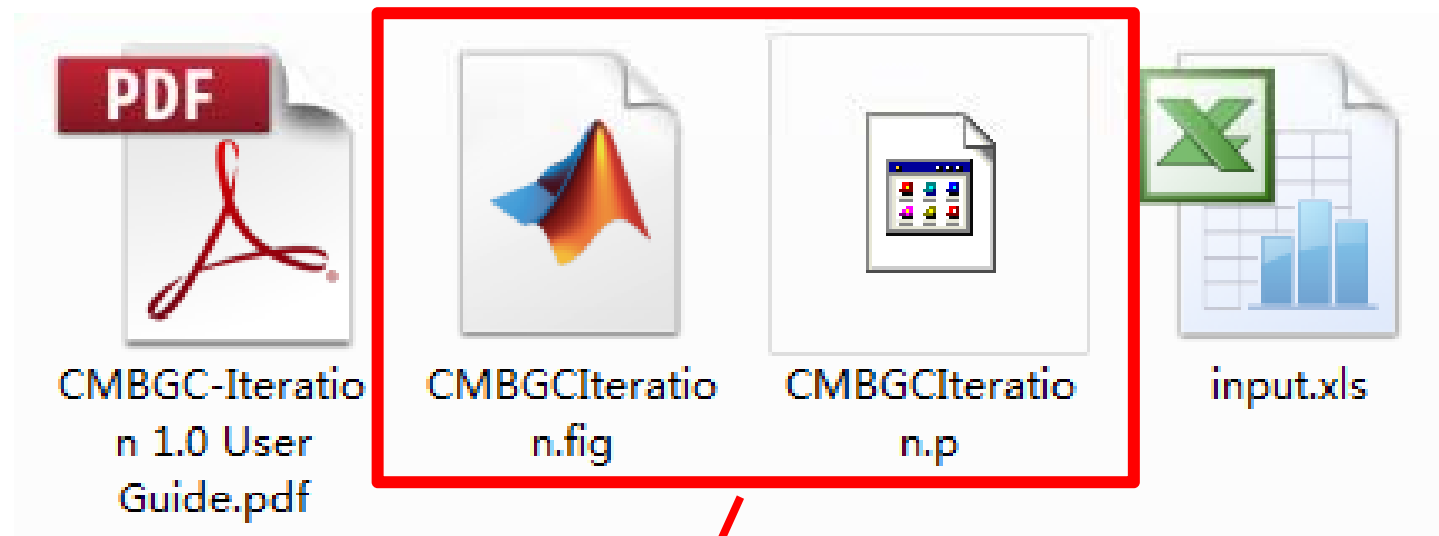 PDF
CMBGC-Iteratio
n 1.0 User
Guide.pdf
CMBGCIteratio
n.fig
CMBGCIteratio
n.p
input.xls